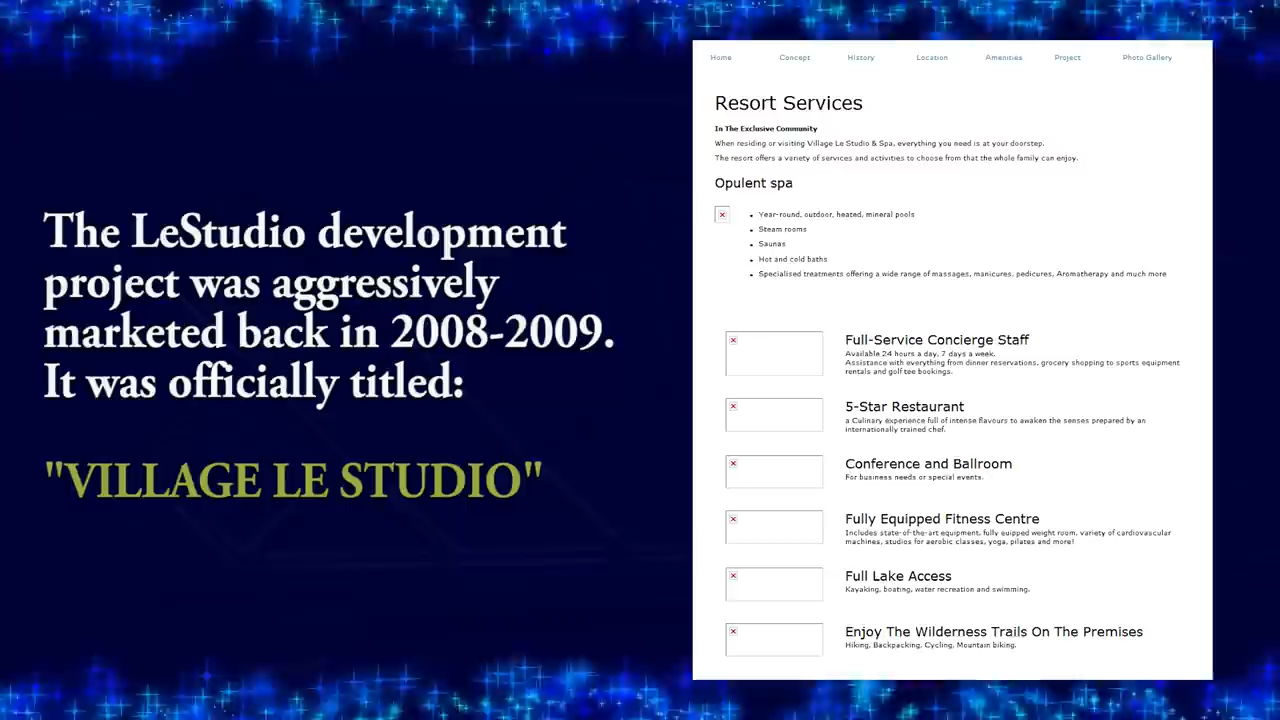 The LeStudio development
project was aggressively
marketed back in 2008-2009.
It was officially titled:
"VILLAGE LE STUDIO"
Home Concept History Location Amenities Project Photo Gallery
Resort Services
In The Exclusive Community
When residing or visiting Village Le Studio & Spa, everything you need is at your doorstep.
The resort offers a variety of services and activities to choose from that the whole family can enjoy.
Opulent spa
Year-round, outdoor, heated, mineral pools
Steam rooms
Saunas
Hot and cold baths
Specialised treatments offering a wide range of massages, manicures, pedicures, Aromatherapy and much more
Full-Service Concierge Staff
Available 24 hours a day, 7 days a week.
Assistance with everything from dinner reservations, grocery shopping to sports equipment
rentals and golf tee bookings.
5-Star Restaurant
a Culinary experience full of intense flavours to awaken the senses prepared by an
internationally trained chef.
Conference and Ballroom
For business needs or special events.
Fully Equipped Fitness Centre
Includes state-of-the-art equipment, fully euipped weight room, variety of cardiovascular
machines, studios for aerobic classes, yoga, pilates and more!
Full Lake Access
Kayaking, boating, water recreation and swimming.
Enjoy The Wilderness Trails On The Premises
Hiking, Backpacking, Cycling, Mountain biking.